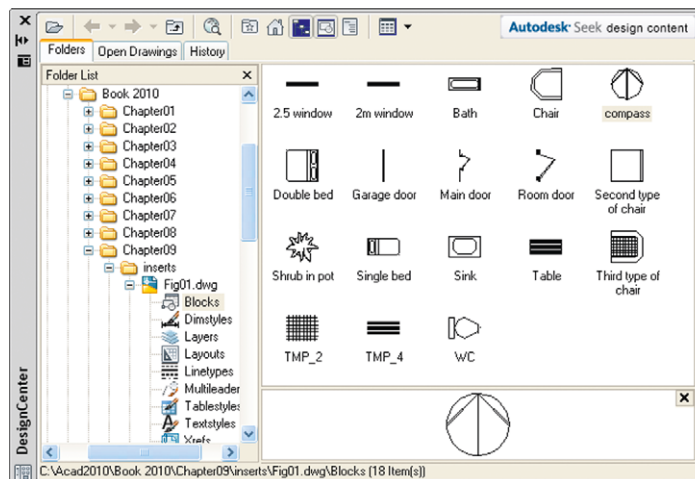 Autodesk® Seek design content
Folders
Open Drawings
History
Folder List
Book 2010
Chapter01
Chapter02
Chapter03
Chapter04
Chapter05
Chapter06
Chapter07
Chapter08
Chapter09
inserts
Fig01.dwg
Blocks
Dimstyles
Layers
Layouts
Linetypes
Multileader
Tablestyles
Textstyles
Xrefs
2.5 window
2m window
Bath
Chair
compass
Double bed
Garage door
Main door
Room door
Second type
of chair
Shrub in pot
Single bed
Sink
Table
Third type of
chair
TMP_2
TMP_4
WC
DesignCenter
C:\Acad2010\Book 2010\Chapter09\inserts\Fig01.dwg\Blocks (18 Item(s))